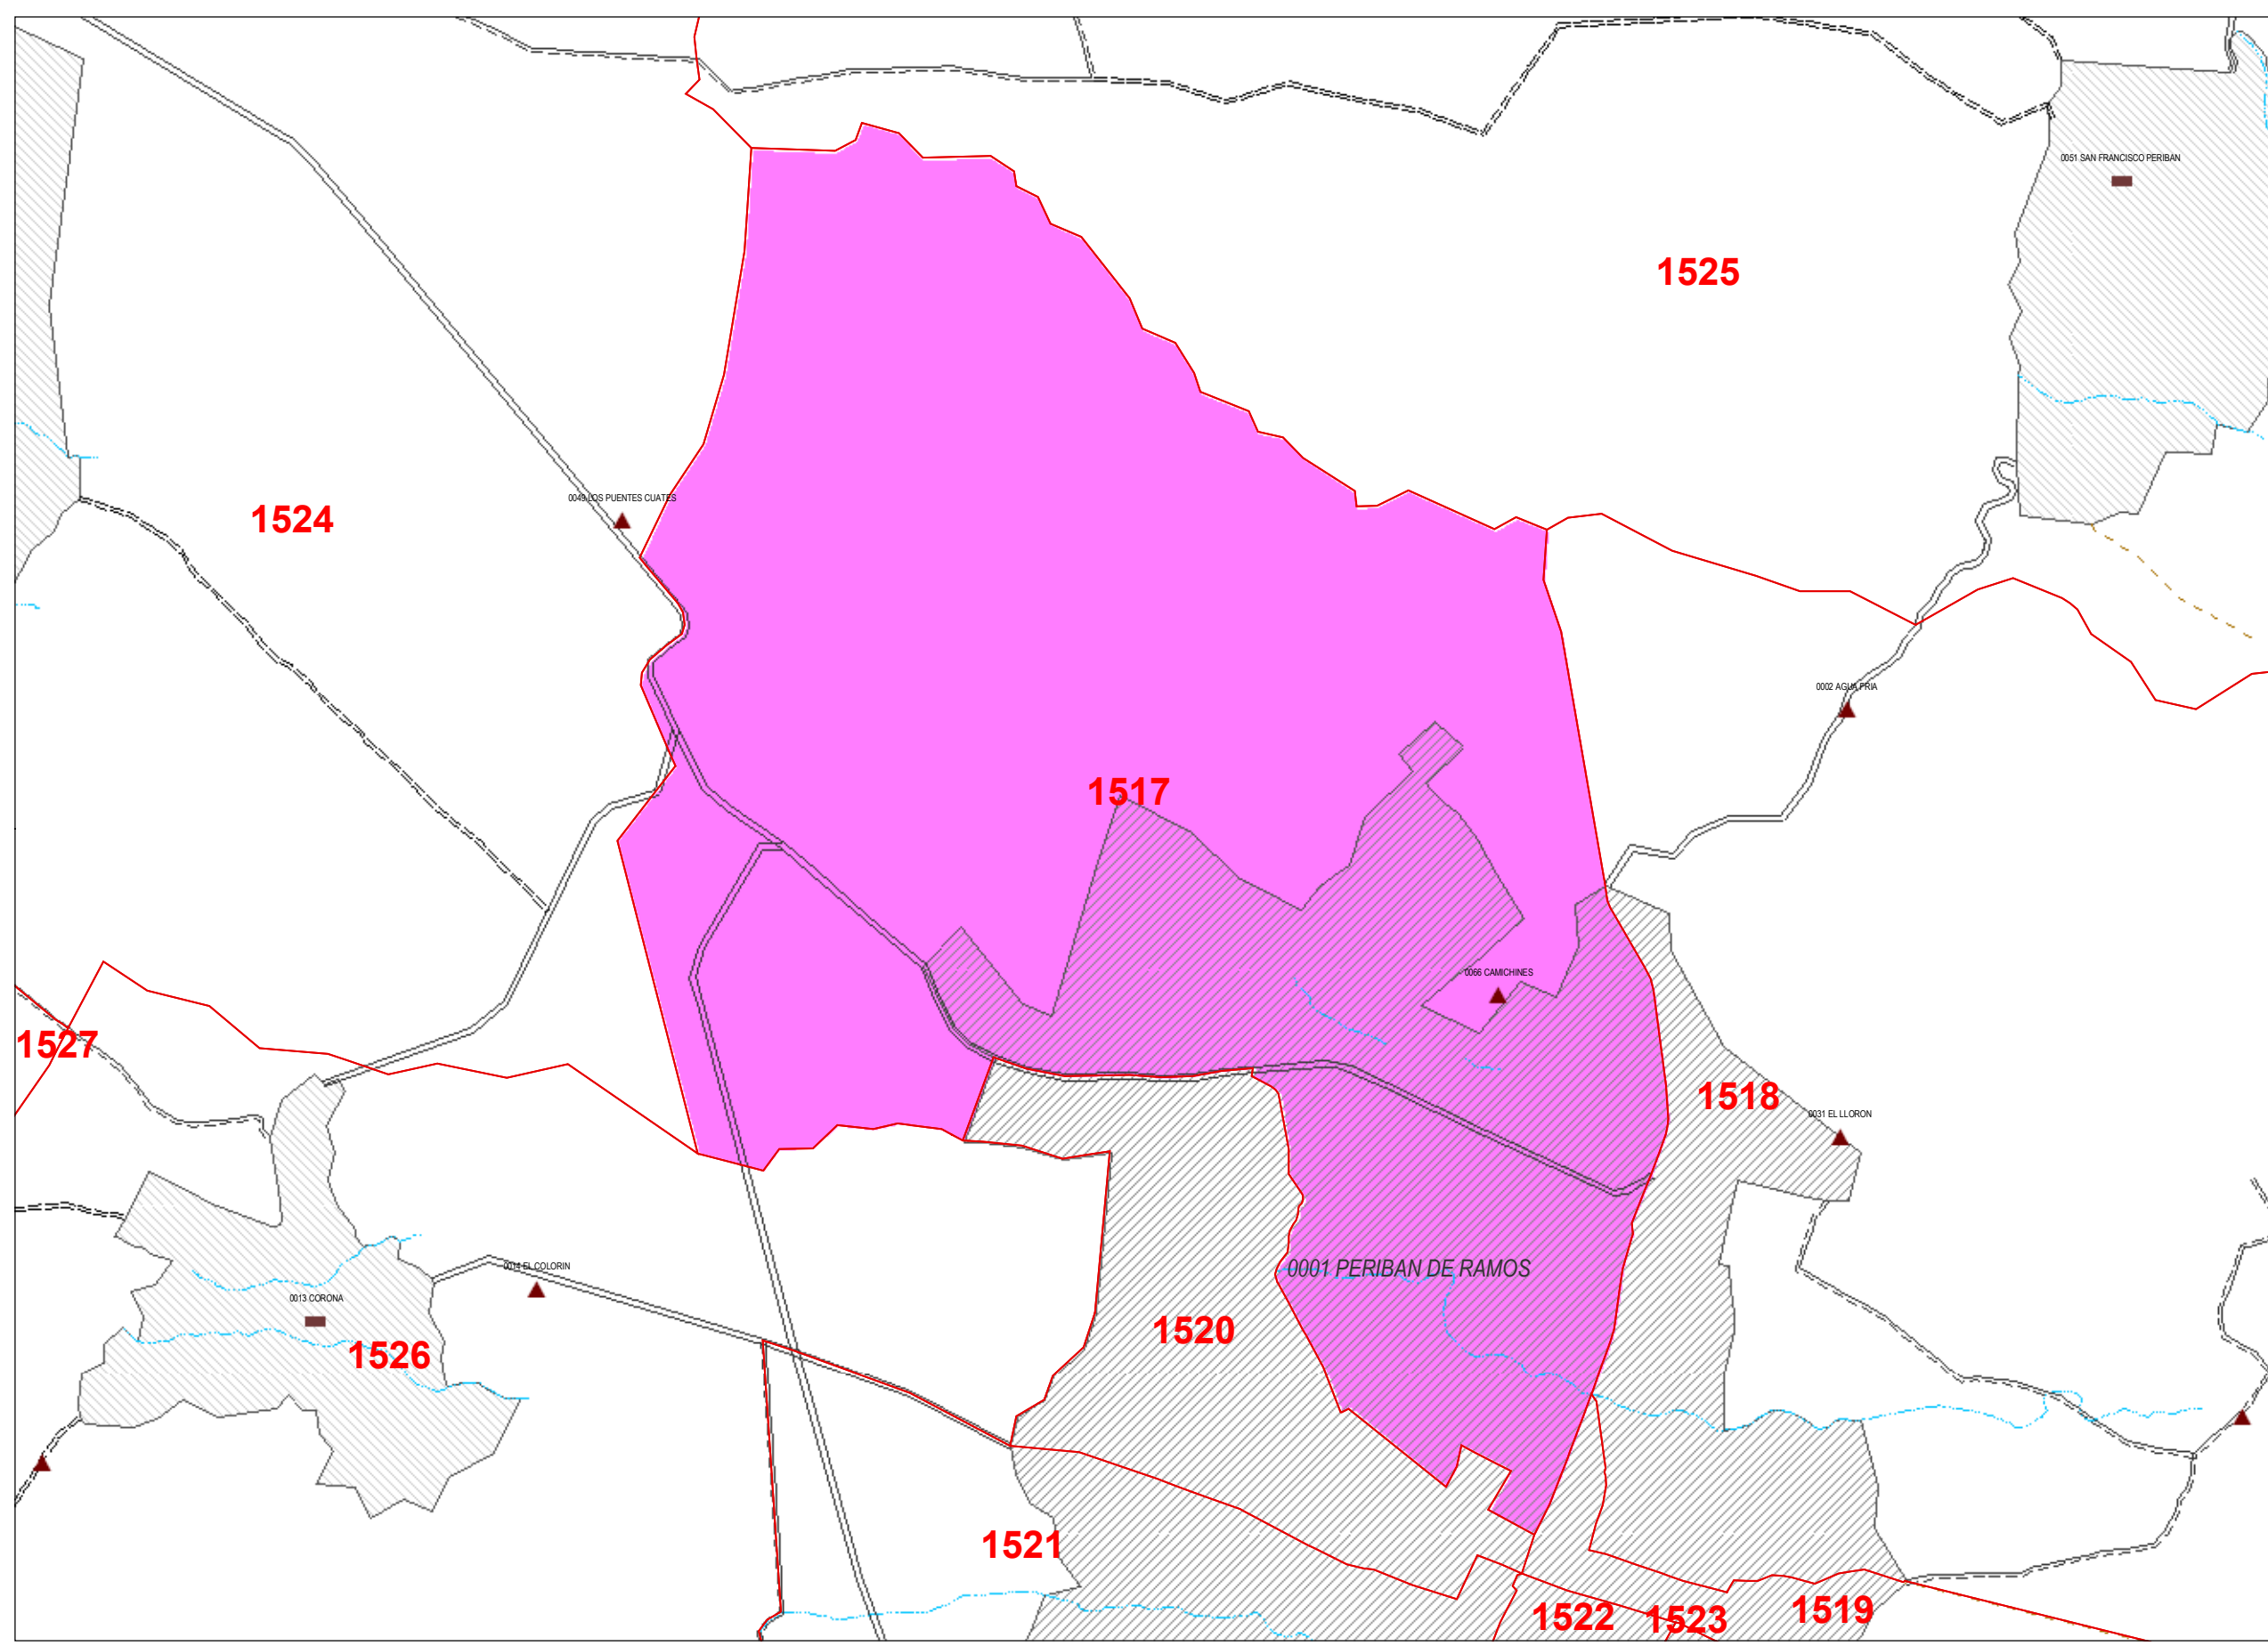 0051 SAN FRANCISCO PERIBAN
1525
0049 LOS PUENTES CUATES
1524
0002 AGUA FRIA
1517
0066 CAMICHINES
1527
1518
0031 EL LLORON
0014 EL COLORIN
0001 PERIBAN DE RAMOS
0013 CORONA
1520
1526
1521
1522
1523
1519